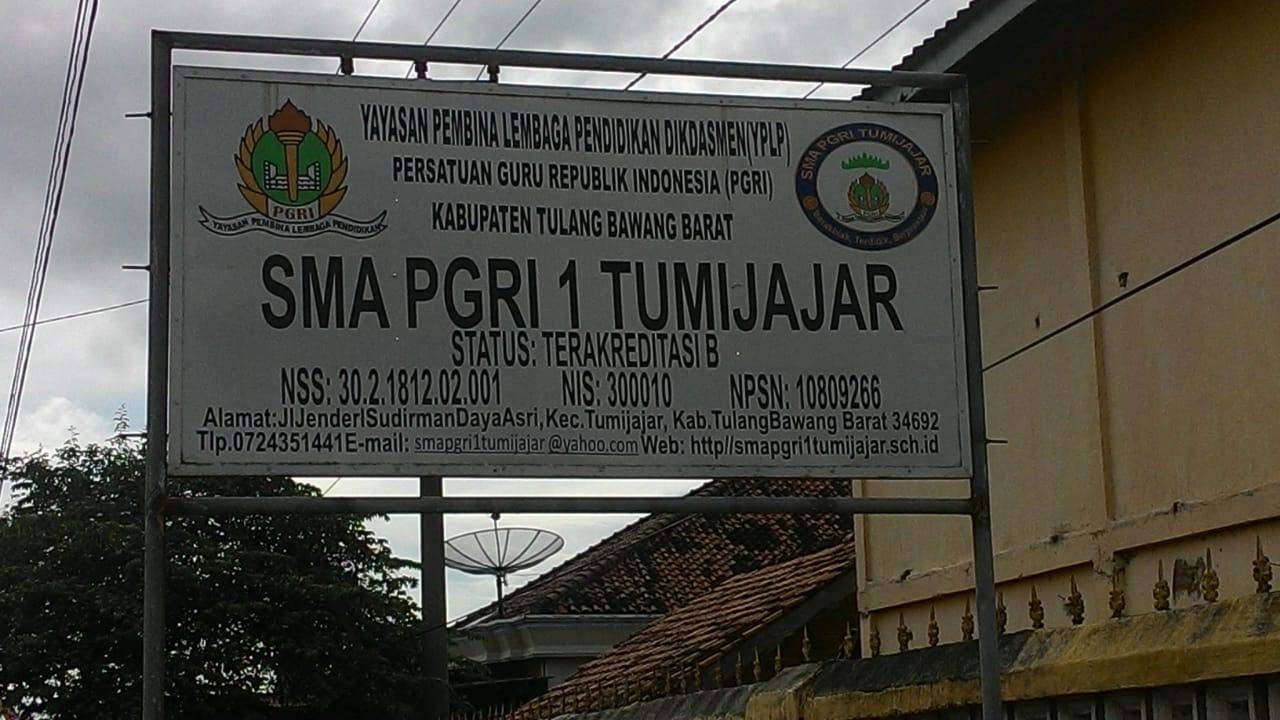 YAYASAN PEMBINA LEMBAGA PENDIDIKAN DIKDASMEN(YPLP)
PERSATUAN GURU REPUBLIK INDONESIA (PGRI)
KABUPATEN TULANG BAWANG BARAT
PGRI
YAYASAN PEMBINA LEMBAGA PENDIDIKAN
SMA PGRI TUMIJAJAR
Berakhlak, Terdidik, Berprestasi
SMA PGRI 1 TUMIJAJAR
STATUS: TERAKREDITASI B
NSS: 30.2.1812.02.001 NIS: 300010 NPSN: 10809266
Alamat:JlJenderlSudirmanDayaAsri,Kec.Tumijajar, Kab.TulangBawang Barat 34692
Tlp.0724351441E-mail: smapgri1tumijajar@yahoo.com Web: http//smapgri1tumijajar.sch.id